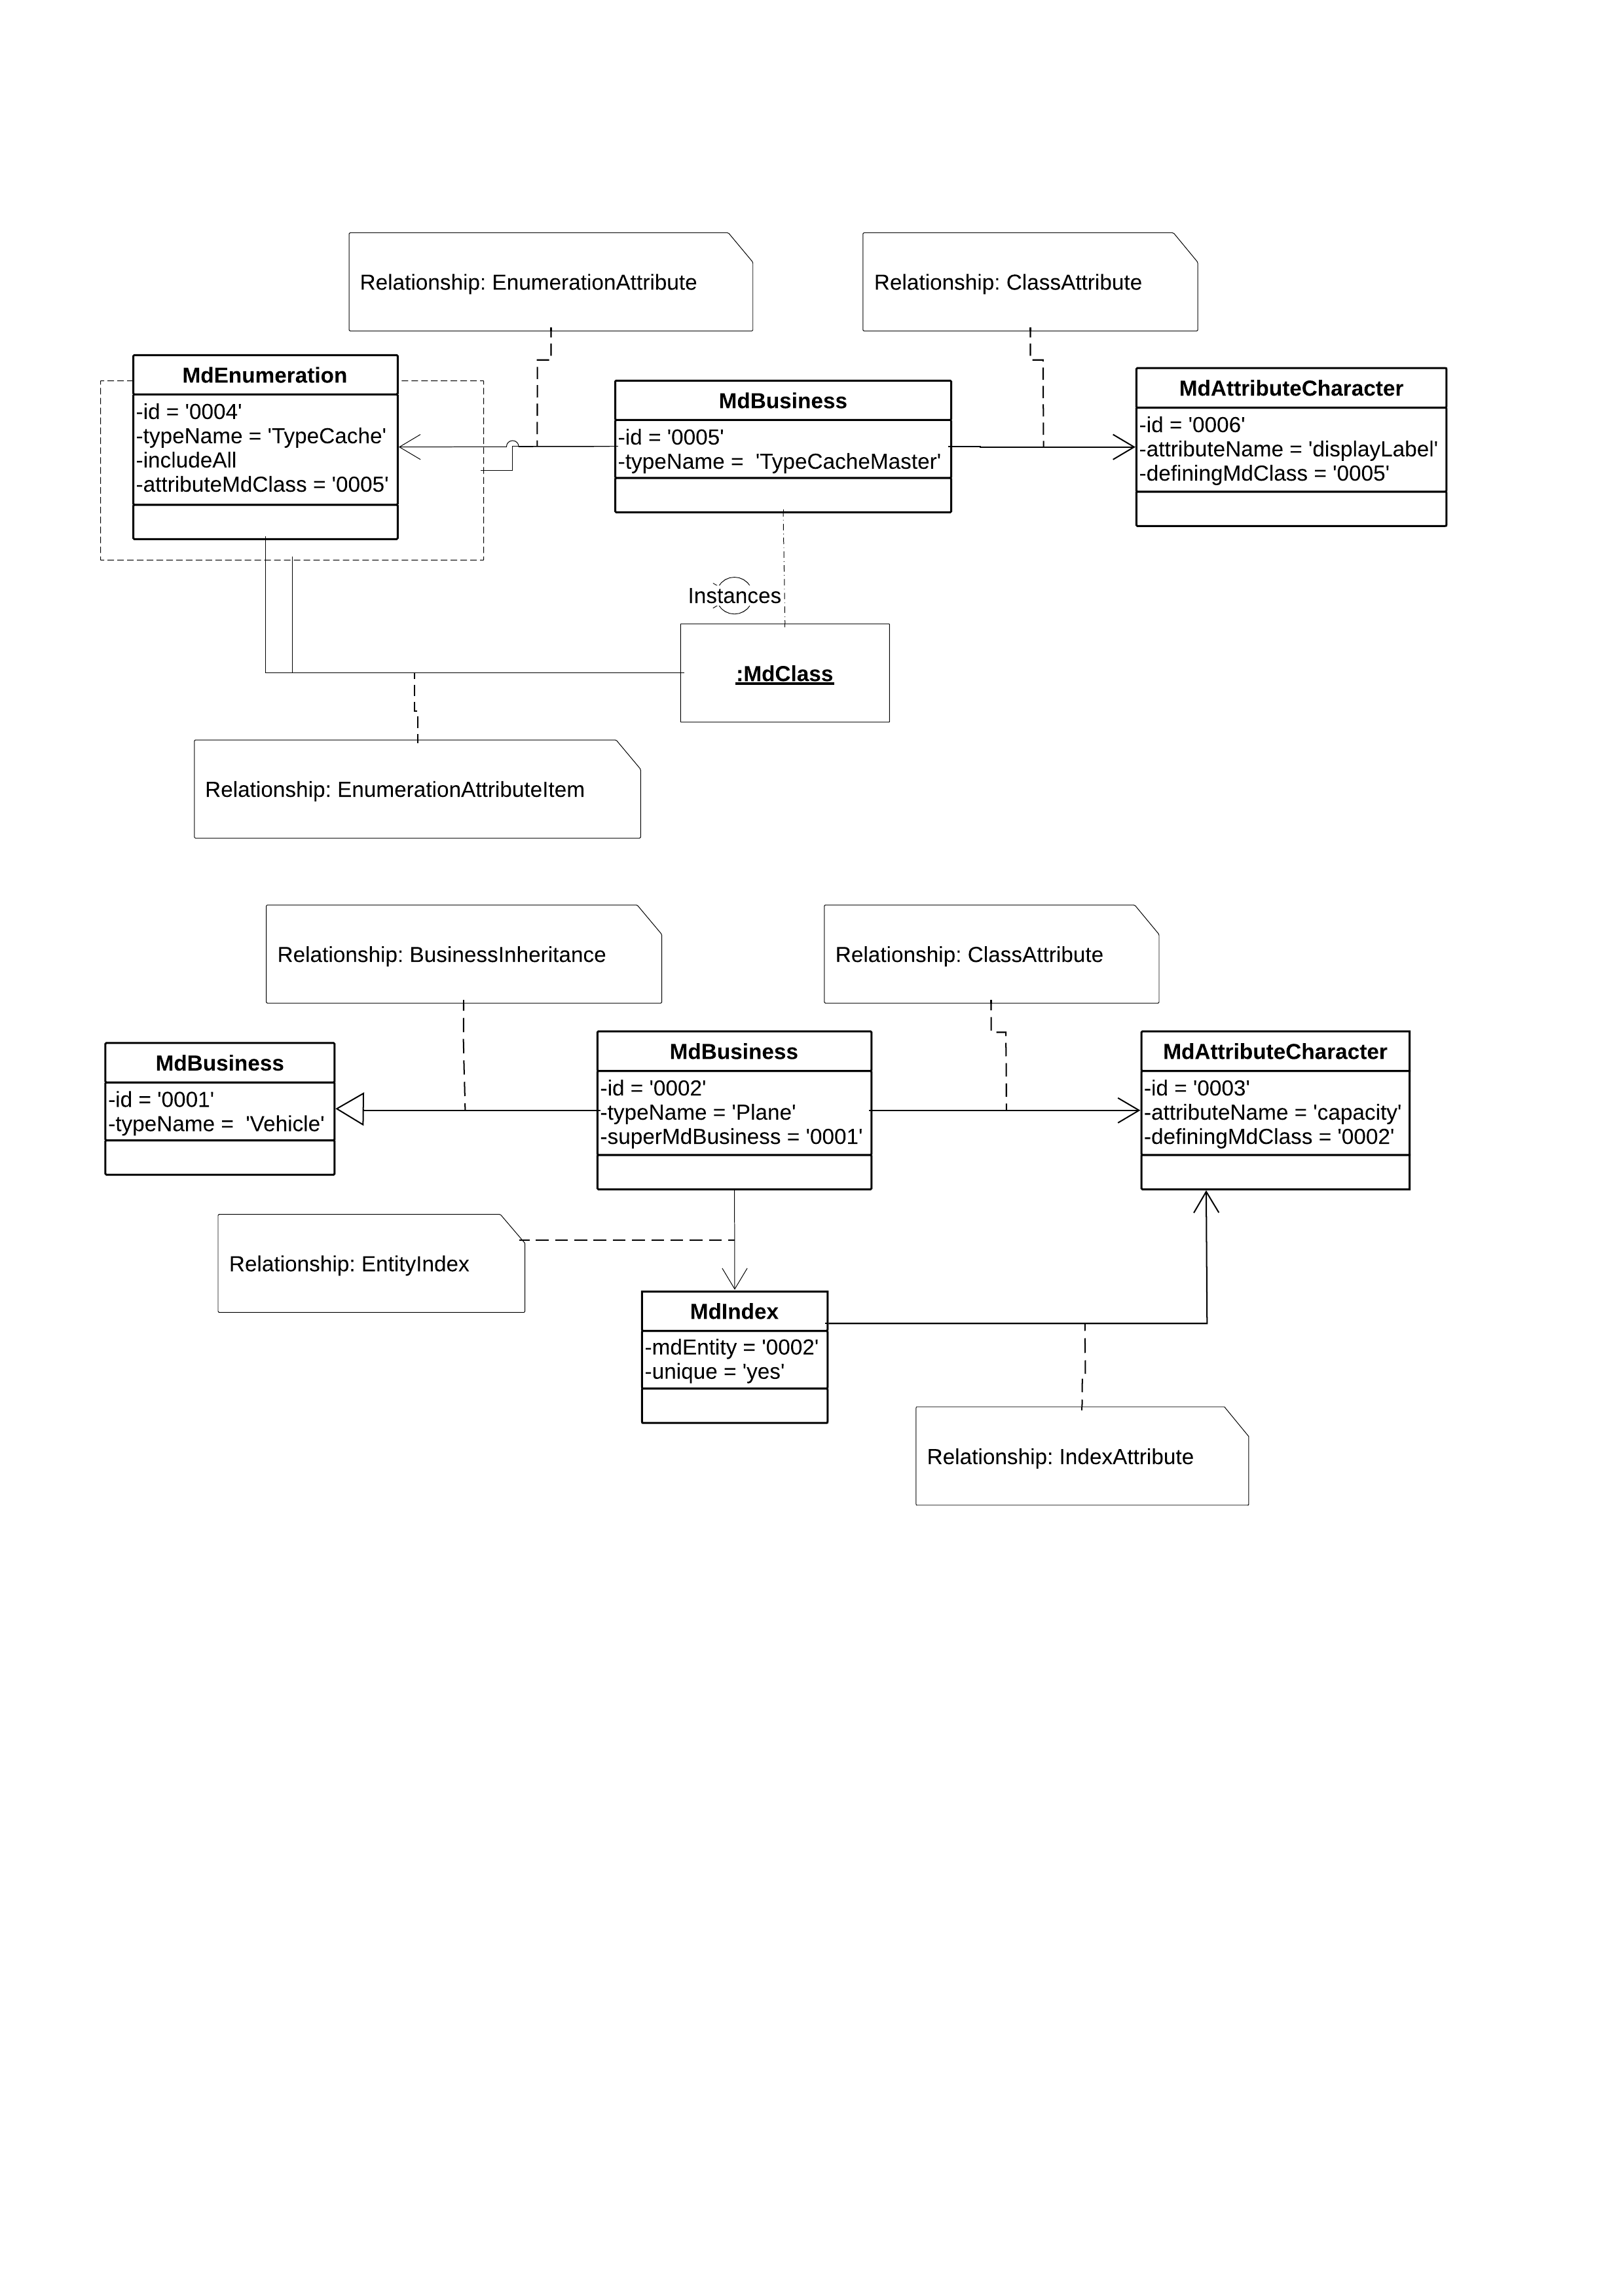 Relationship: EnumerationAttribute
Relationship: ClassAttribute
MdEnumeration
-id = '0004'
-typeName = 'TypeCache'
-includeAll
-attributeMdClass = '0005'
MdBusiness
-id = '0005'
-typeName =  'TypeCacheMaster'
MdAttributeCharacter
-id = '0006'
-attributeName = 'displayLabel'
-definingMdClass = '0005'
Instances
:MdClass
Relationship: EnumerationAttributeItem
Relationship: BusinessInheritance
Relationship: ClassAttribute
MdBusiness
-id = '0001'
-typeName =  'Vehicle'
MdBusiness
-id = '0002'
-typeName = 'Plane'
-superMdBusiness = '0001'
MdAttributeCharacter
-id = '0003'
-attributeName = 'capacity'
-definingMdClass = '0002'
Relationship: EntityIndex
MdIndex
-mdEntity = '0002'
-unique = 'yes'
Relationship: IndexAttribute